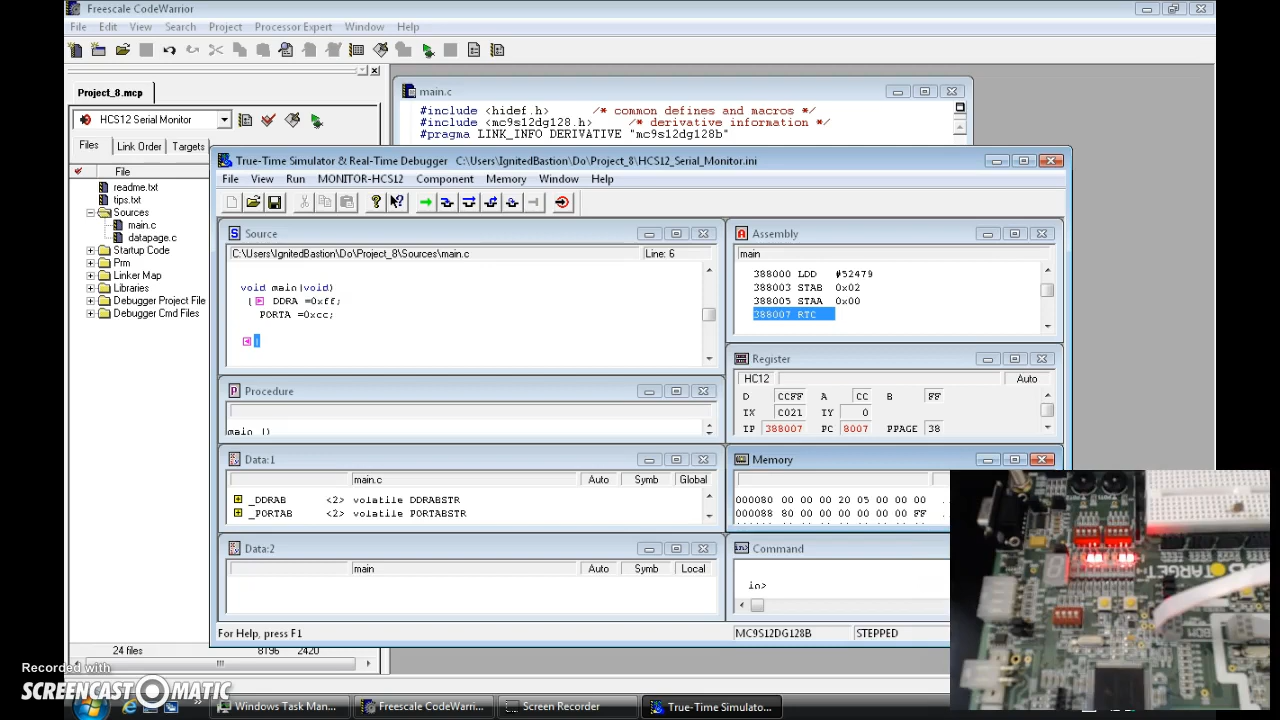 Freescale CodeWarrior
File Edit View Search Project Processor Expert Window Help
Project_8.mcp
HCS12 Serial Monitor
Files Link Order Targets
File
readme.txt
tips.txt
Sources
main.c
datapage.c
Startup Code
Prm
Linker Map
Libraries
Debugger Project File
Debugger Cmd Files
24 files 8196 2420
main.c
#include <hidef.h> /* common defines and macros */
#include <mc9s12dg128.h> /* derivative information */
#pragma LINK_INFO DERIVATIVE "mc9s12dg128b"
True-Time Simulator & Real-Time Debugger C:\Users\IgnitedBastion\Do\Project_8\HCS12_Serial_Monitor.ini
File View Run MONITOR-HCS12 Component Memory Window Help
Source
C:\Users\IgnitedBastion\Do\Project_8\Sources\main.c Line: 6
void main(void)
{ DDRA =0xff;
PORTA =0xcc;
}
Assembly
main
388000 LDD #52479
388003 STAB 0x02
388005 STAA 0x00
388007 RTC
Register
HC12 Auto
D CCFF A CC B FF
IX C021 IY 0
IP 388007 PC 8007 PPAGE 38
Procedure
main ()
Data:1
main.c Auto Symb Global
_DDRAB <2> volatile DDRABSTR
_PORTAB <2> volatile PORTABSTR
Memory
000080 00 00 00 20 05 00 00 00
000088 80 00 00 00 00 00 00 FF
Data:2
main Auto Symb Local
Command
in>
For Help, press F1
MC9S12DG128B STEPPED
Recorded with
SCREENCAST MATIC
Windows Task Man...
Freescale CodeWarri...
Screen Recorder
True-Time Simulato...
TARGET